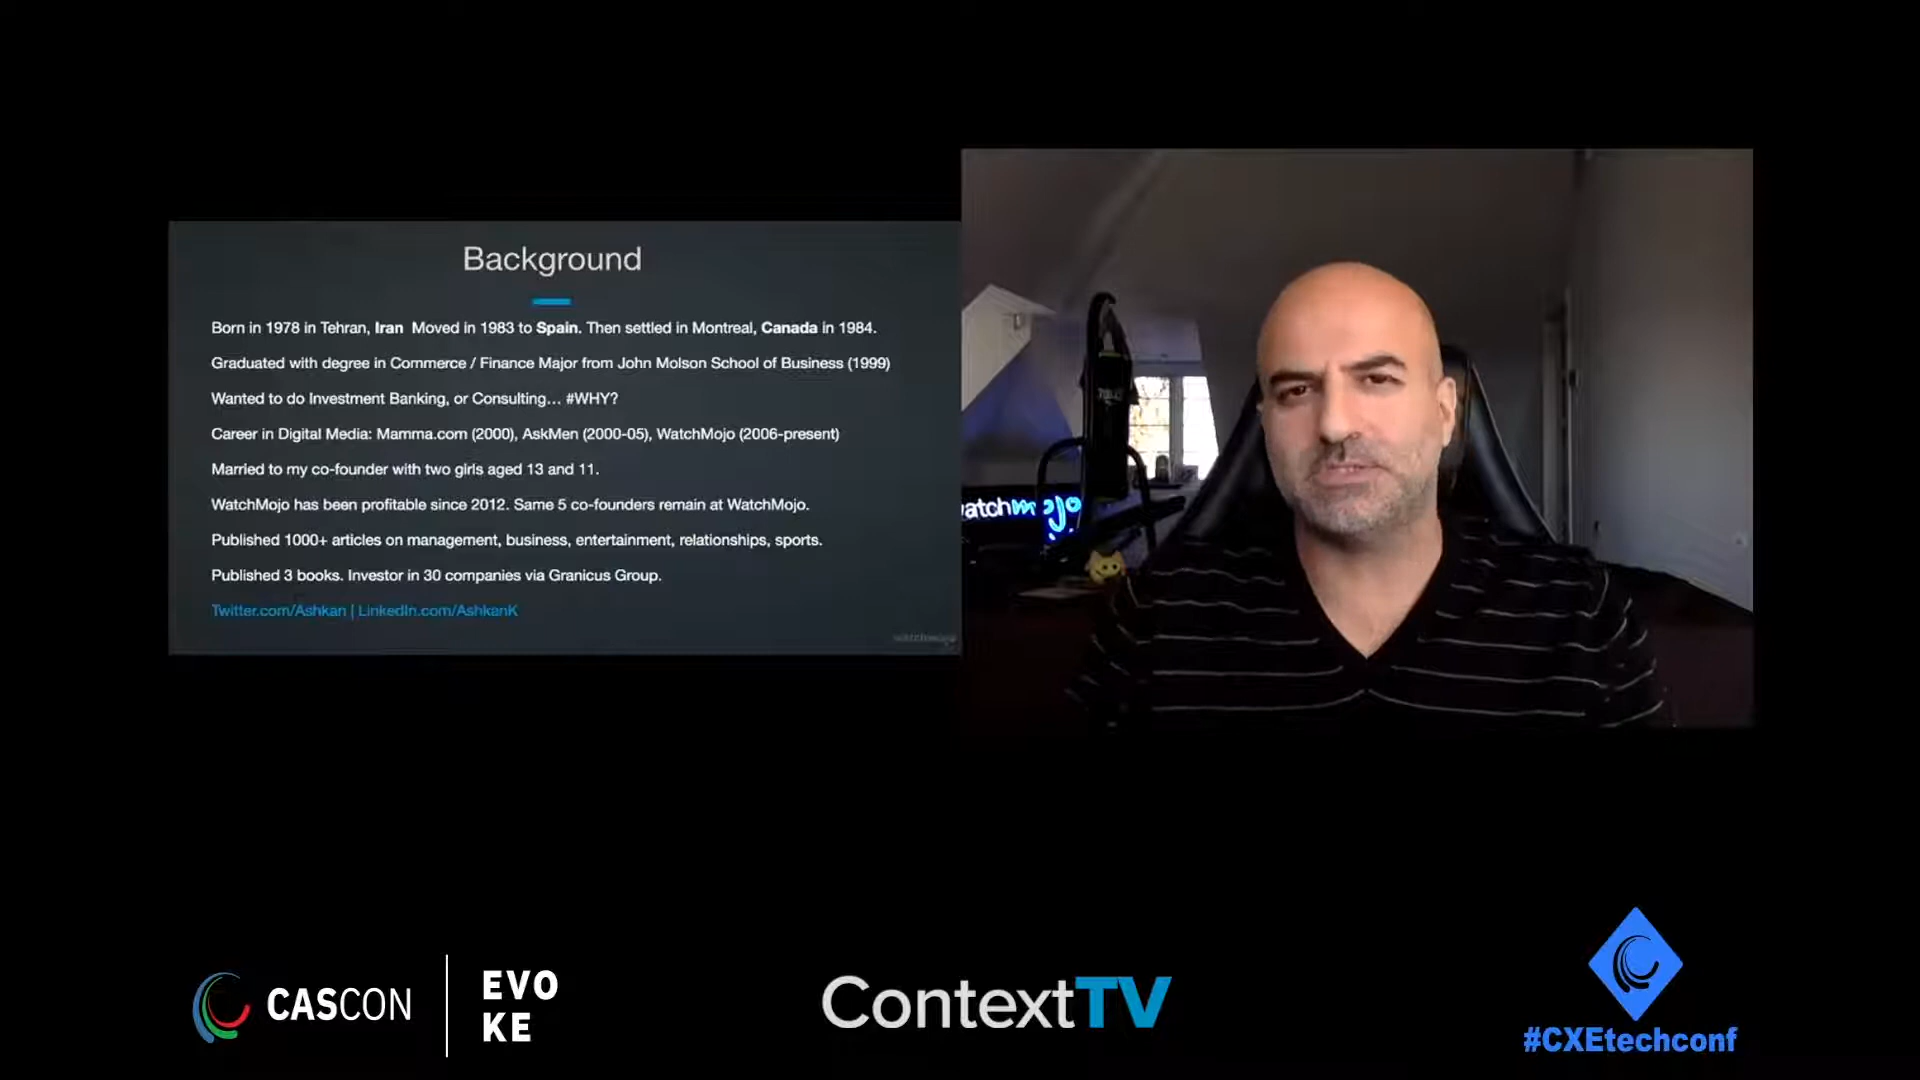 Background
Born in 1978 in Tehran, Iran Moved in 1983 to Spain. Then settled in Montreal, Canada in 1984.
Graduated with degree in Commerce / Finance Major from John Molson School of Business (1999)
Wanted to do Investment Banking, or Consulting... #WHY?
Career in Digital Media: Mamma.com (2000), AskMen (2000-05), WatchMojo (2006-present)
Married to my co-founder with two girls aged 13 and 11.
WatchMojo has been profitable since 2012. Same 5 co-founders remain at WatchMojo.
Published 1000+ articles on management, business, entertainment, relationships, sports.
Published 3 books. Investor in 30 companies via Granicus Group.
Twitter.com/Ashkan | LinkedIn.com/AshkanK
watchmojo
atchmojo
CASCON
EVO
KE
ContextTV
#CXEtechconf